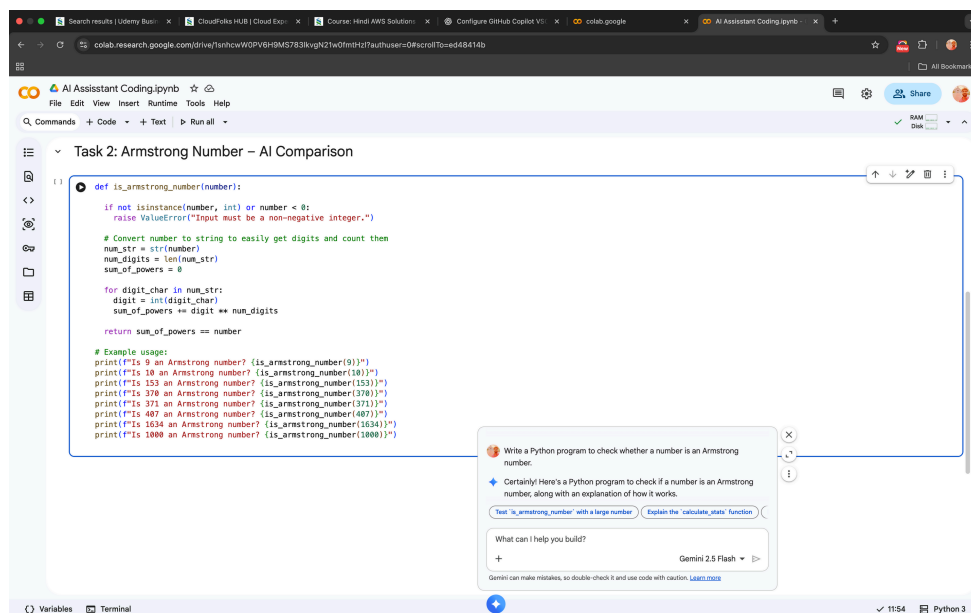 Search results | Udemy Busin
CloudFolks HUB | Cloud Expe
Course: Hindi AWS Solutions
Configure GitHub Copilot VS
colab.google
AI Assisstant Coding.ipynb -
colab.research.google.com/drive/1snhcwW0PV6H9MS783lkvgN21w0fmtHzl?authuser=0#scrollTo=ed48414b
New
All Bookmark
AI Assisstant Coding.ipynb
File Edit View Insert Runtime Tools Help
Share
Commands + Code + Text Run all
RAM
Disk
Task 2: Armstrong Number – AI Comparison
[ ]
def is_armstrong_number(number):
if not isinstance(number, int) or number < 0:
raise ValueError("Input must be a non-negative integer.")
# Convert number to string to easily get digits and count them
num_str = str(number)
num_digits = len(num_str)
sum_of_powers = 0
for digit_char in num_str:
digit = int(digit_char)
sum_of_powers += digit ** num_digits
return sum_of_powers == number
# Example usage:
print(f"Is 9 an Armstrong number? {is_armstrong_number(9)}")
print(f"Is 10 an Armstrong number? {is_armstrong_number(10)}")
print(f"Is 153 an Armstrong number? {is_armstrong_number(153)}")
print(f"Is 370 an Armstrong number? {is_armstrong_number(370)}")
print(f"Is 371 an Armstrong number? {is_armstrong_number(371)}")
print(f"Is 407 an Armstrong number? {is_armstrong_number(407)}")
print(f"Is 1634 an Armstrong number? {is_armstrong_number(1634)}")
print(f"Is 1000 an Armstrong number? {is_armstrong_number(1000)}")
Write a Python program to check whether a number is an Armstrong
number.
Certainly! Here's a Python program to check if a number is an Armstrong
number, along with an explanation of how it works.
Test `is_armstrong_number` with a large number
Explain the `calculate_stats` function
What can I help you build?
Gemini 2.5 Flash
Gemini can make mistakes, so double-check it and use code with caution. Learn more
Variables Terminal
11:54 Python 3